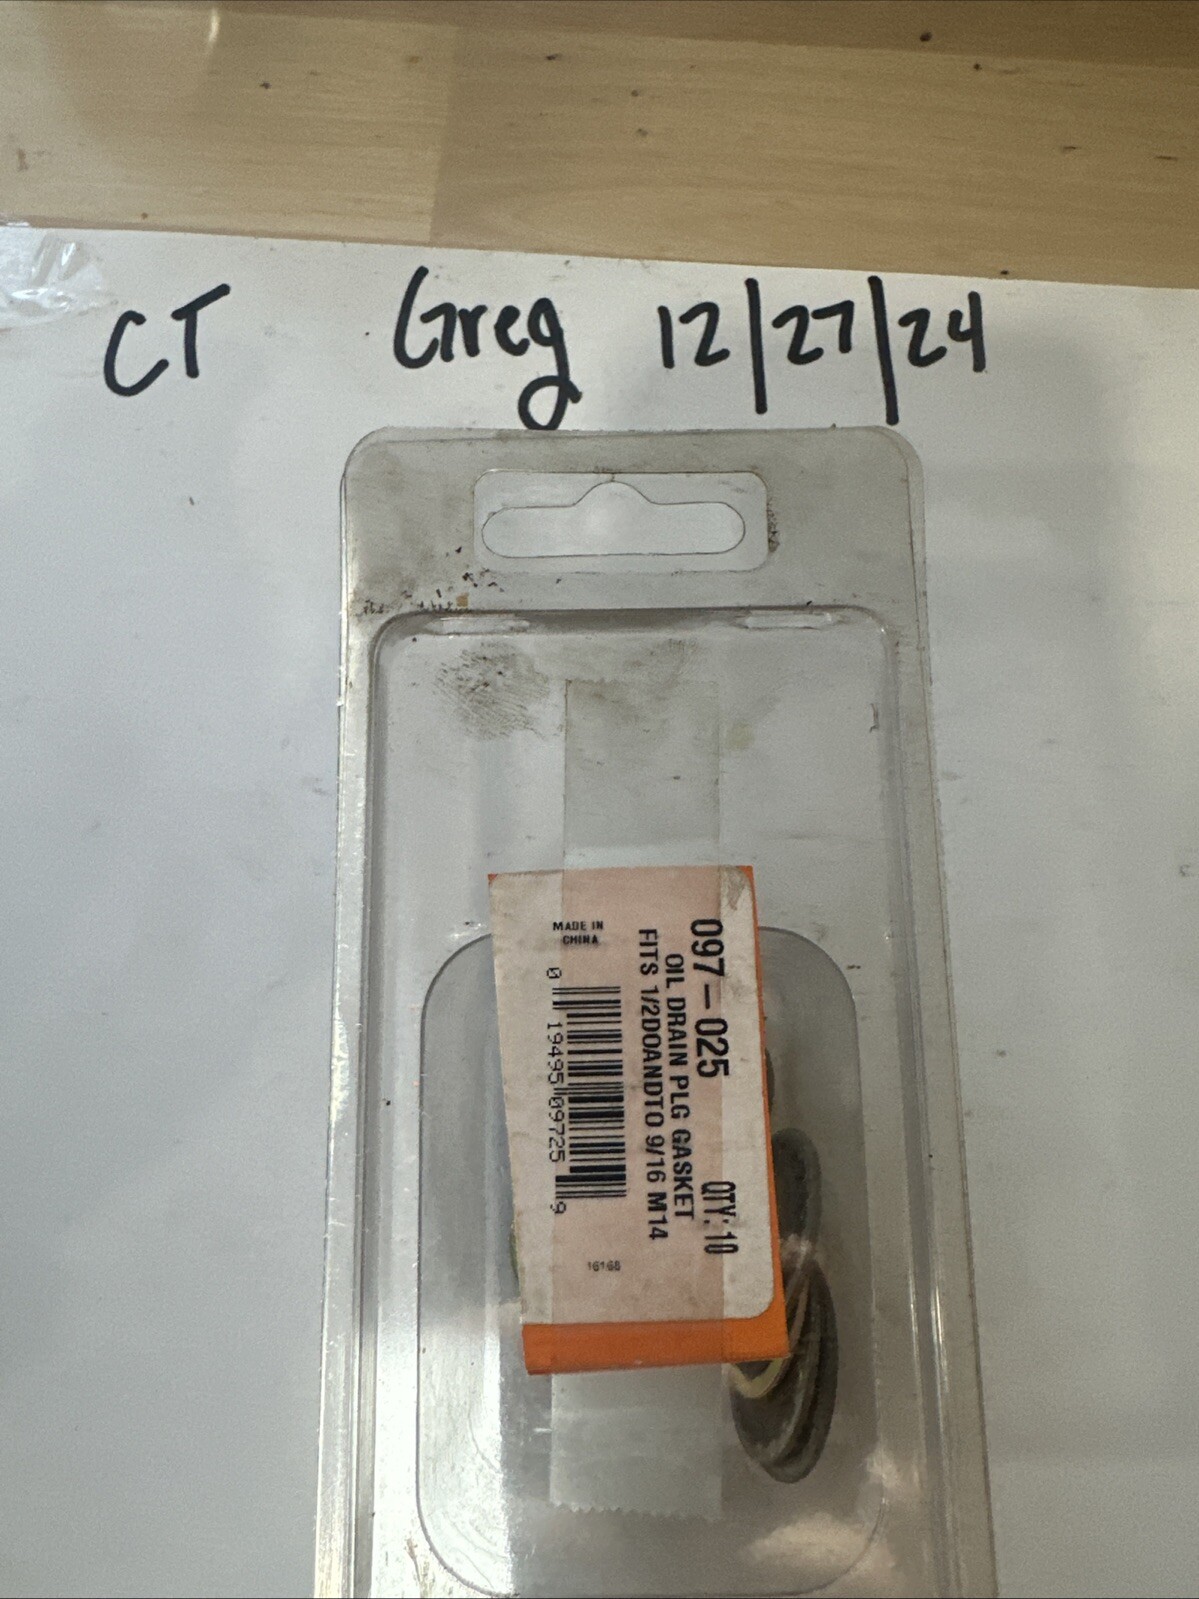 CT Greg 12/27/24
097-025 QTY: 10
OIL DRAIN PLG GASKET
FITS 1/2DOANDTO 9/16 M14
MADE IN
CHINA
0 19495 09725 9
16168